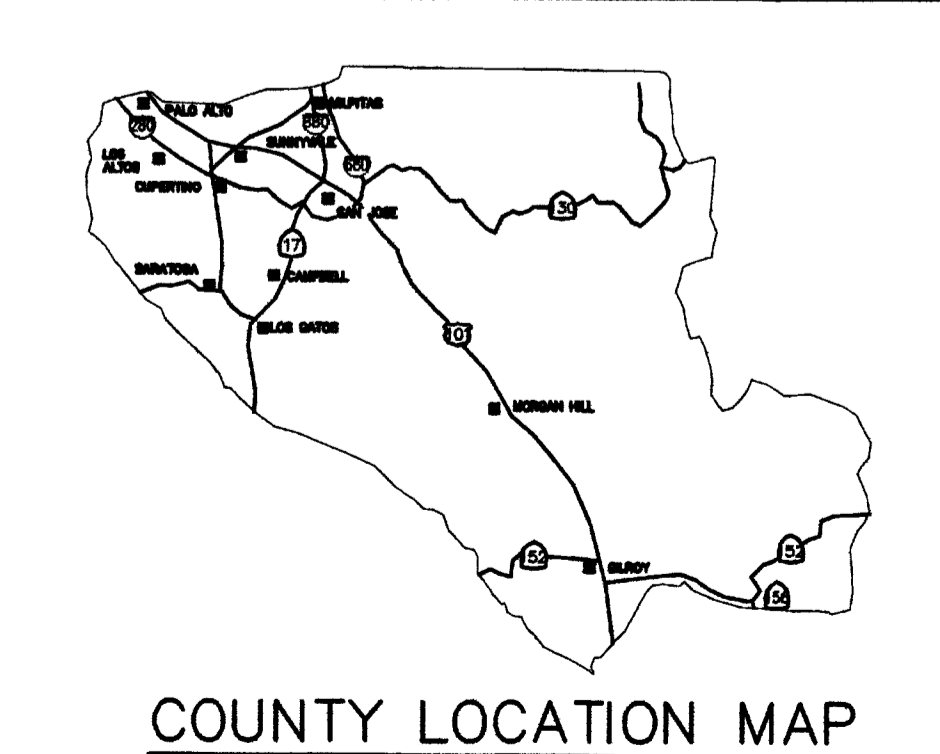 PALO ALTO
MILPITAS
280
880
SUNNYVALE
LOS
ALTOS
680
CUPERTINO
130
SAN JOSE
17
SARATOGA
CAMPBELL
LOS GATOS
101
MORGAN HILL
152
152
GILROY
156
COUNTY LOCATION MAP